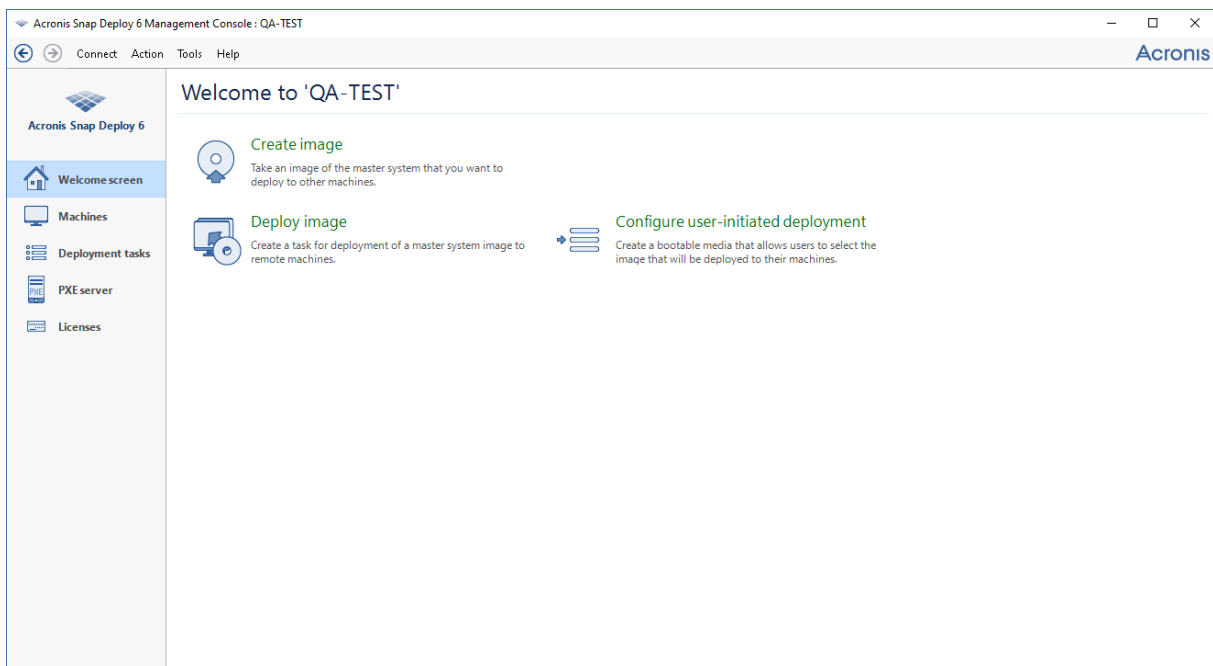 Acronis Snap Deploy 6 Management Console : QA-TEST
Connect Action Tools Help
Acronis
Acronis Snap Deploy 6
Welcome screen
Machines
Deployment tasks
PXE
PXE server
Licenses
Welcome to 'QA-TEST'
Create image
Take an image of the master system that you want to
deploy to other machines.
Deploy image
Create a task for deployment of a master system image to
remote machines.
Configure user-initiated deployment
Create a bootable media that allows users to select the
image that will be deployed to their machines.